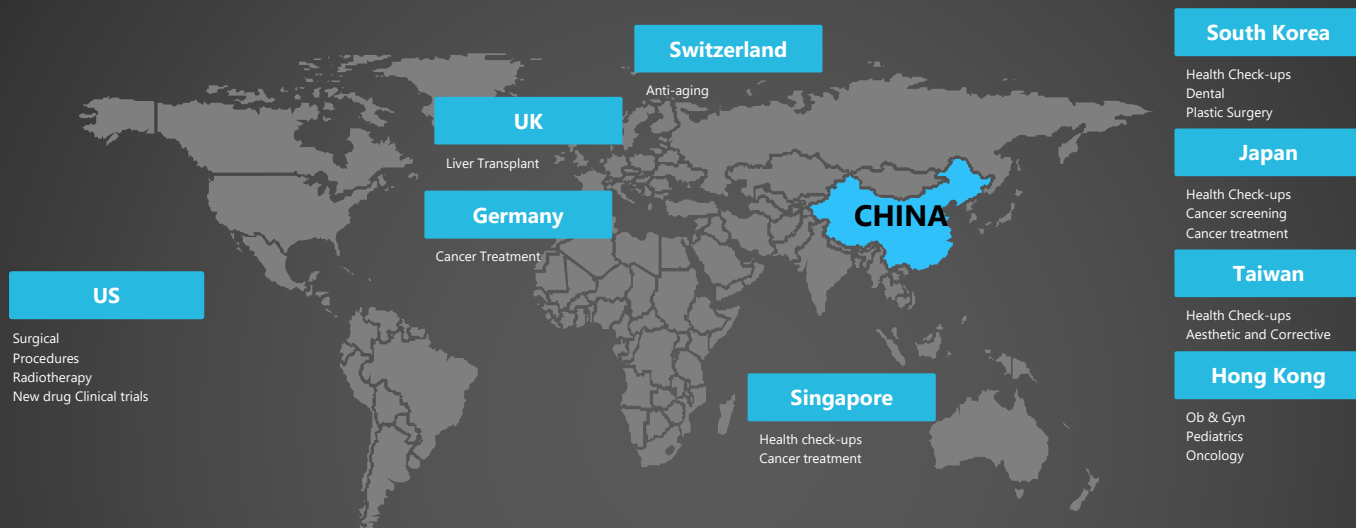 Switzerland
Anti-aging
UK
Liver Transplant
Germany
Cancer Treatment
US
Surgical
Procedures
Radiotherapy
New drug Clinical trials
CHINA
Singapore
Health check-ups
Cancer treatment
South Korea
Health Check-ups
Dental
Plastic Surgery
Japan
Health Check-ups
Cancer screening
Cancer treatment
Taiwan
Health Check-ups
Aesthetic and Corrective
Hong Kong
Ob & Gyn
Pediatrics
Oncology